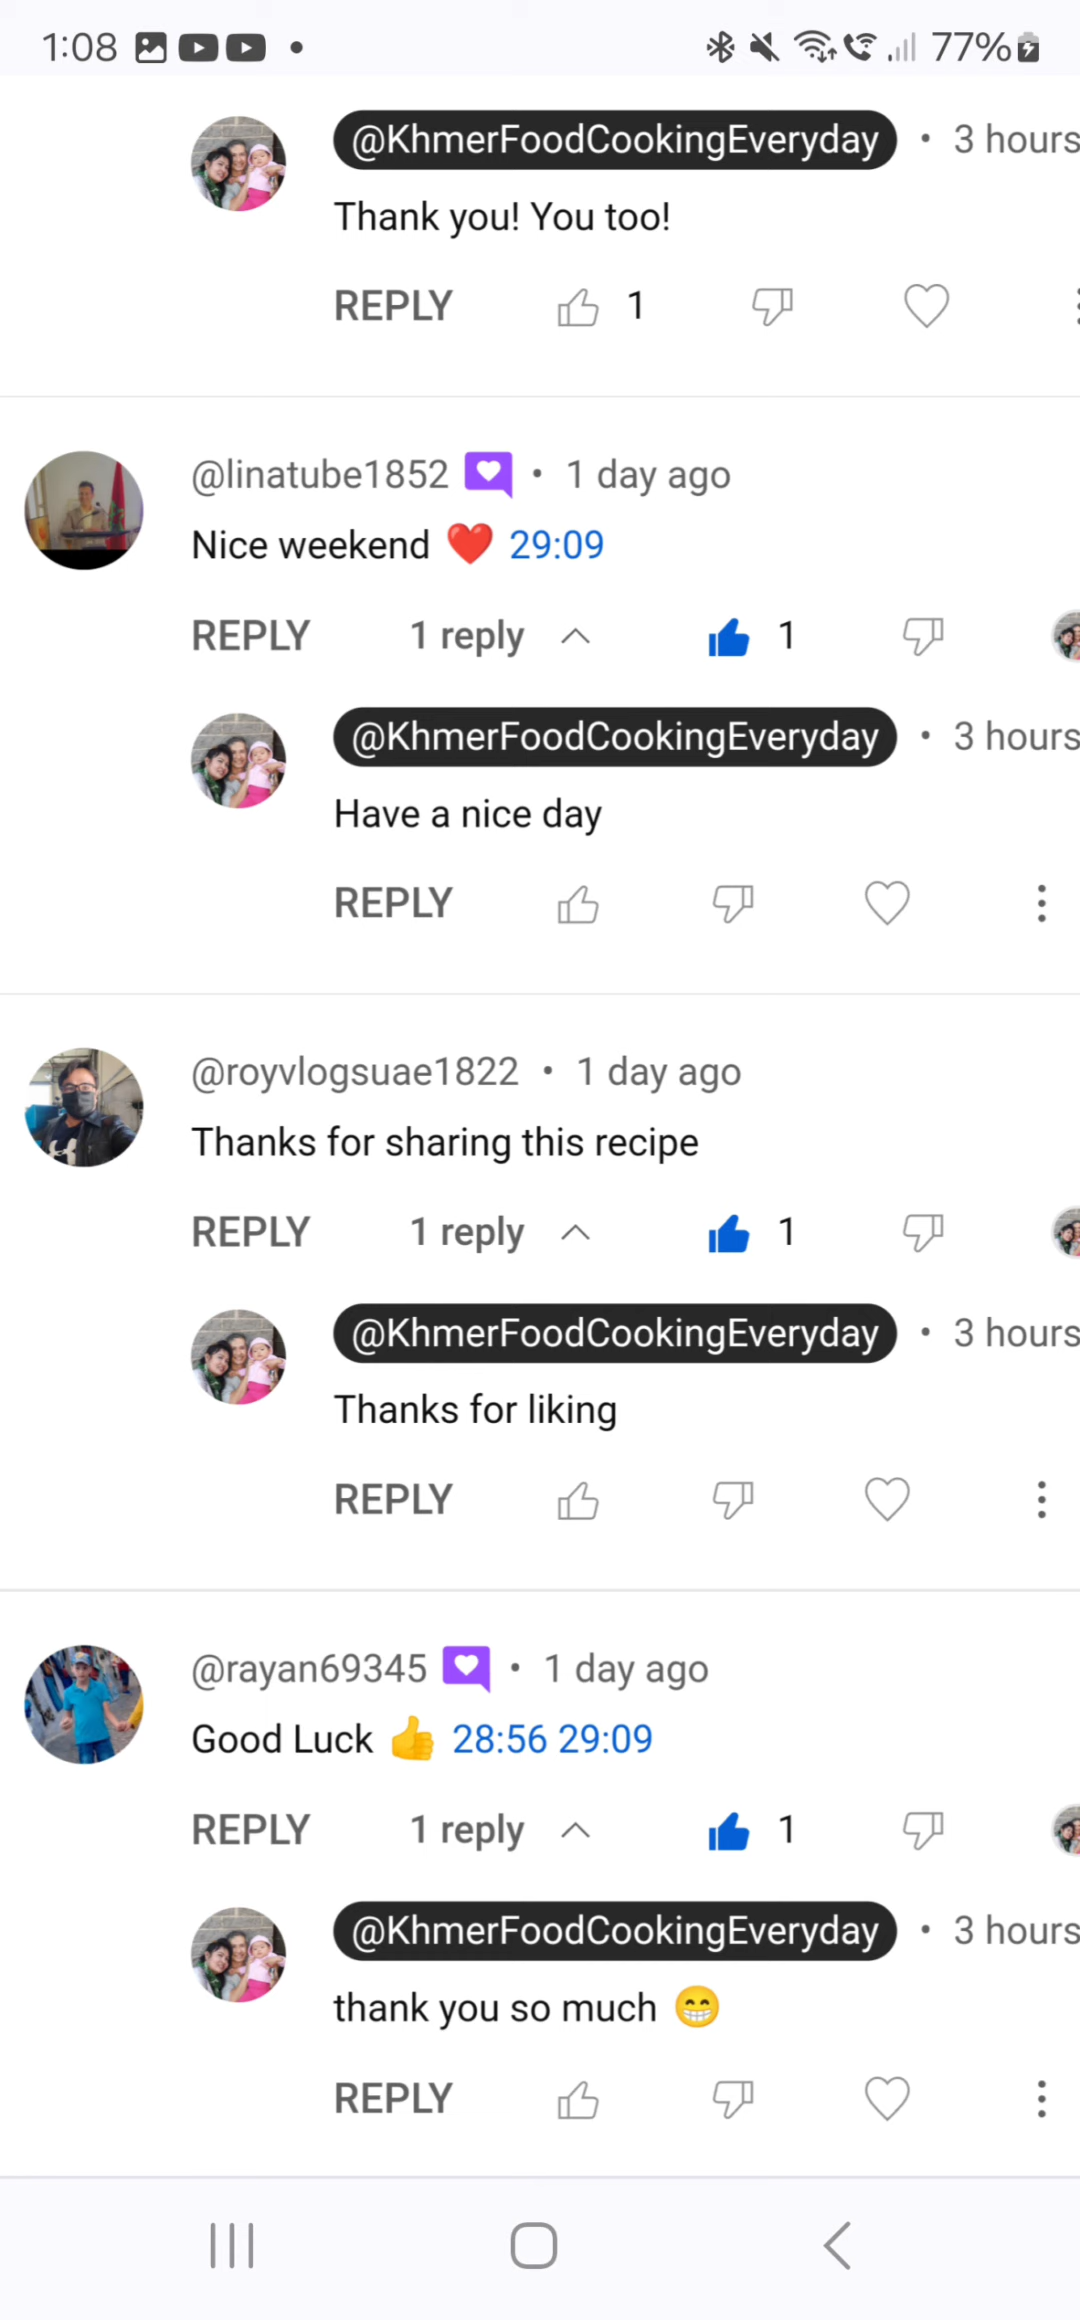 1:08 77%
@KhmerFoodCookingEveryday • 3 hours
Thank you! You too!
REPLY 1
@linatube1852 • 1 day ago
Nice weekend ❤️ 29:09
REPLY 1 reply 1
@KhmerFoodCookingEveryday • 3 hours
Have a nice day
REPLY
@royvlogsuae1822 • 1 day ago
Thanks for sharing this recipe
REPLY 1 reply 1
@KhmerFoodCookingEveryday • 3 hours
Thanks for liking
REPLY
@rayan69345 • 1 day ago
Good Luck 👍 28:56 29:09
REPLY 1 reply 1
@KhmerFoodCookingEveryday • 3 hours
thank you so much 😁
REPLY